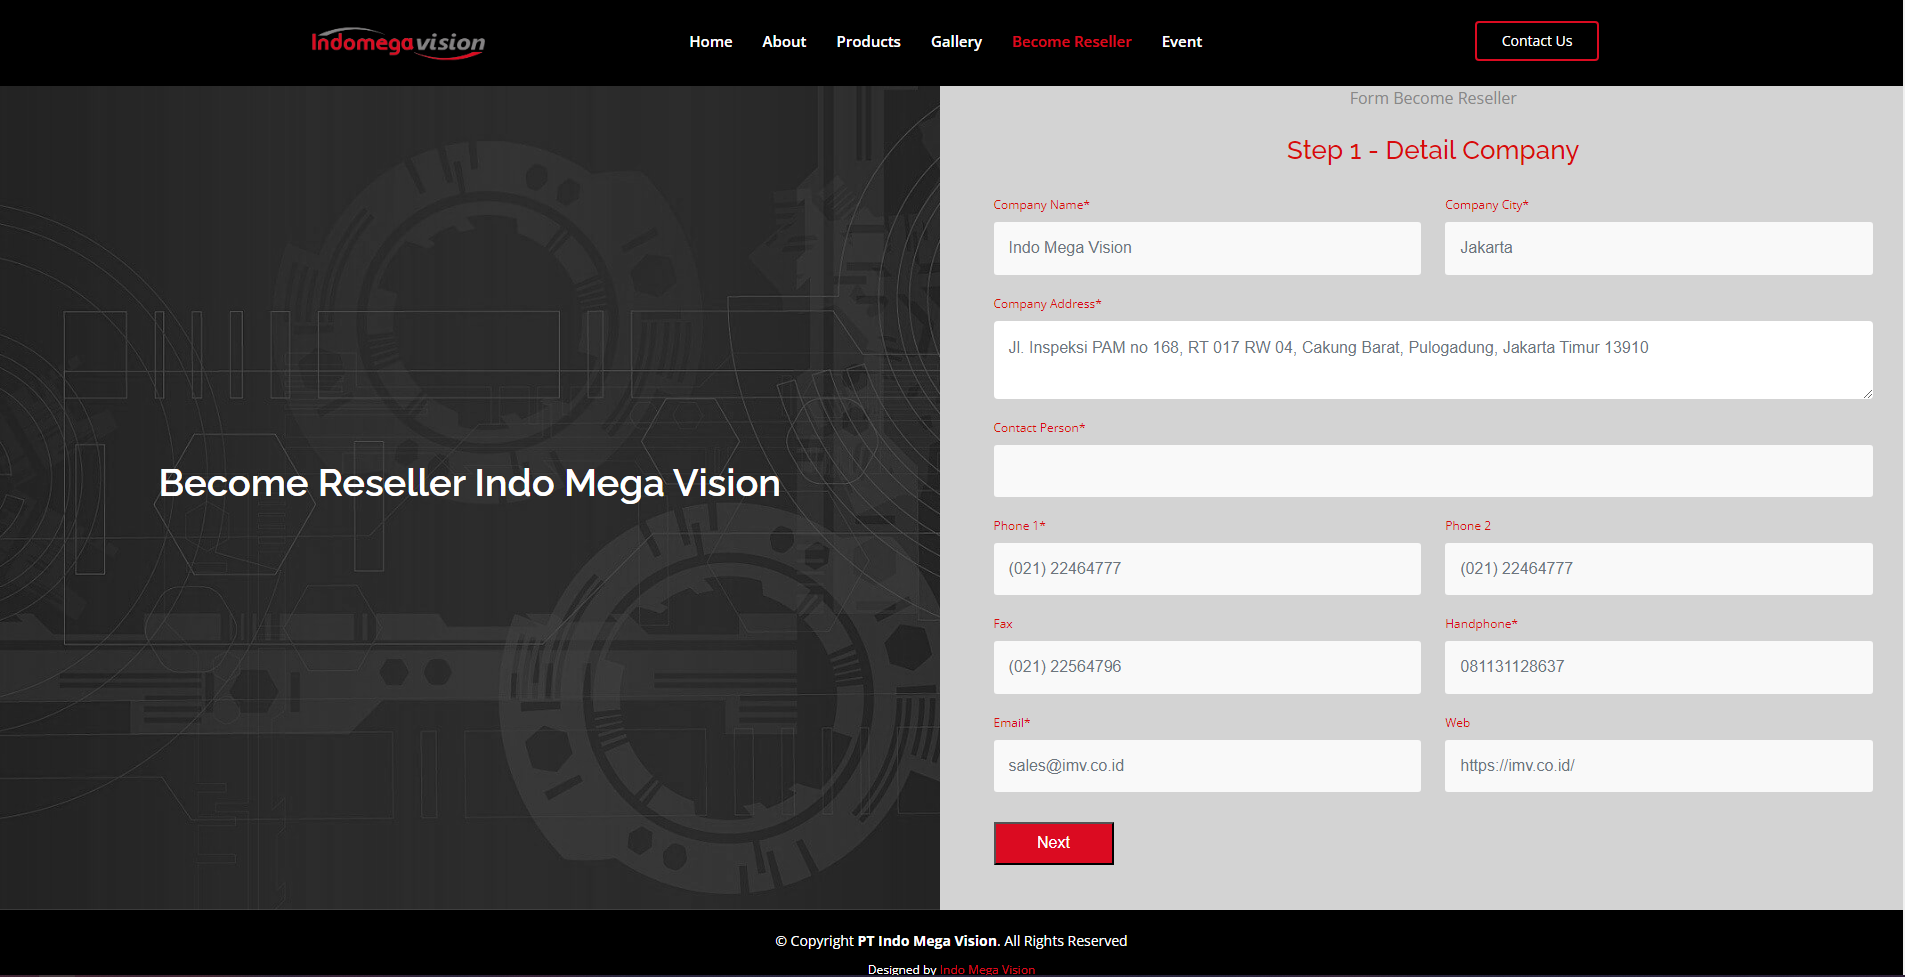 Indomegavision
Home About Products Gallery Become Reseller Event
Contact Us
Become Reseller Indo Mega Vision
Form Become Reseller
Step 1 - Detail Company
Company Name* Company City*
Indo Mega Vision Jakarta
Company Address*
Jl. Inspeksi PAM no 168, RT 017 RW 04, Cakung Barat, Pulogadung, Jakarta Timur 13910
Contact Person*
Phone 1* Phone 2
(021) 22464777 (021) 22464777
Fax Handphone*
(021) 22564796 081131128637
Email* Web
sales@imv.co.id https://imv.co.id/
Next
© Copyright PT Indo Mega Vision. All Rights Reserved
Designed by Indo Mega Vision